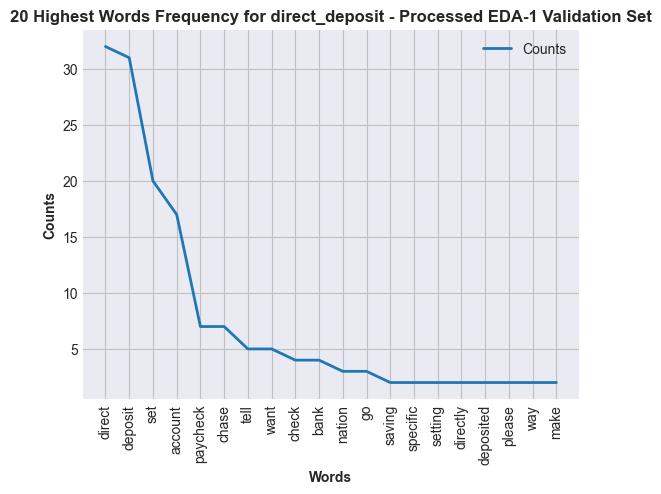 20 Highest Words Frequency for direct_deposit - Processed EDA-1 Validation Set
Counts
30
25
20
15
10
5
Counts
direct
deposit
set
account
paycheck
chase
tell
want
check
bank
nation
go
saving
specific
setting
directly
deposited
please
way
make
Words